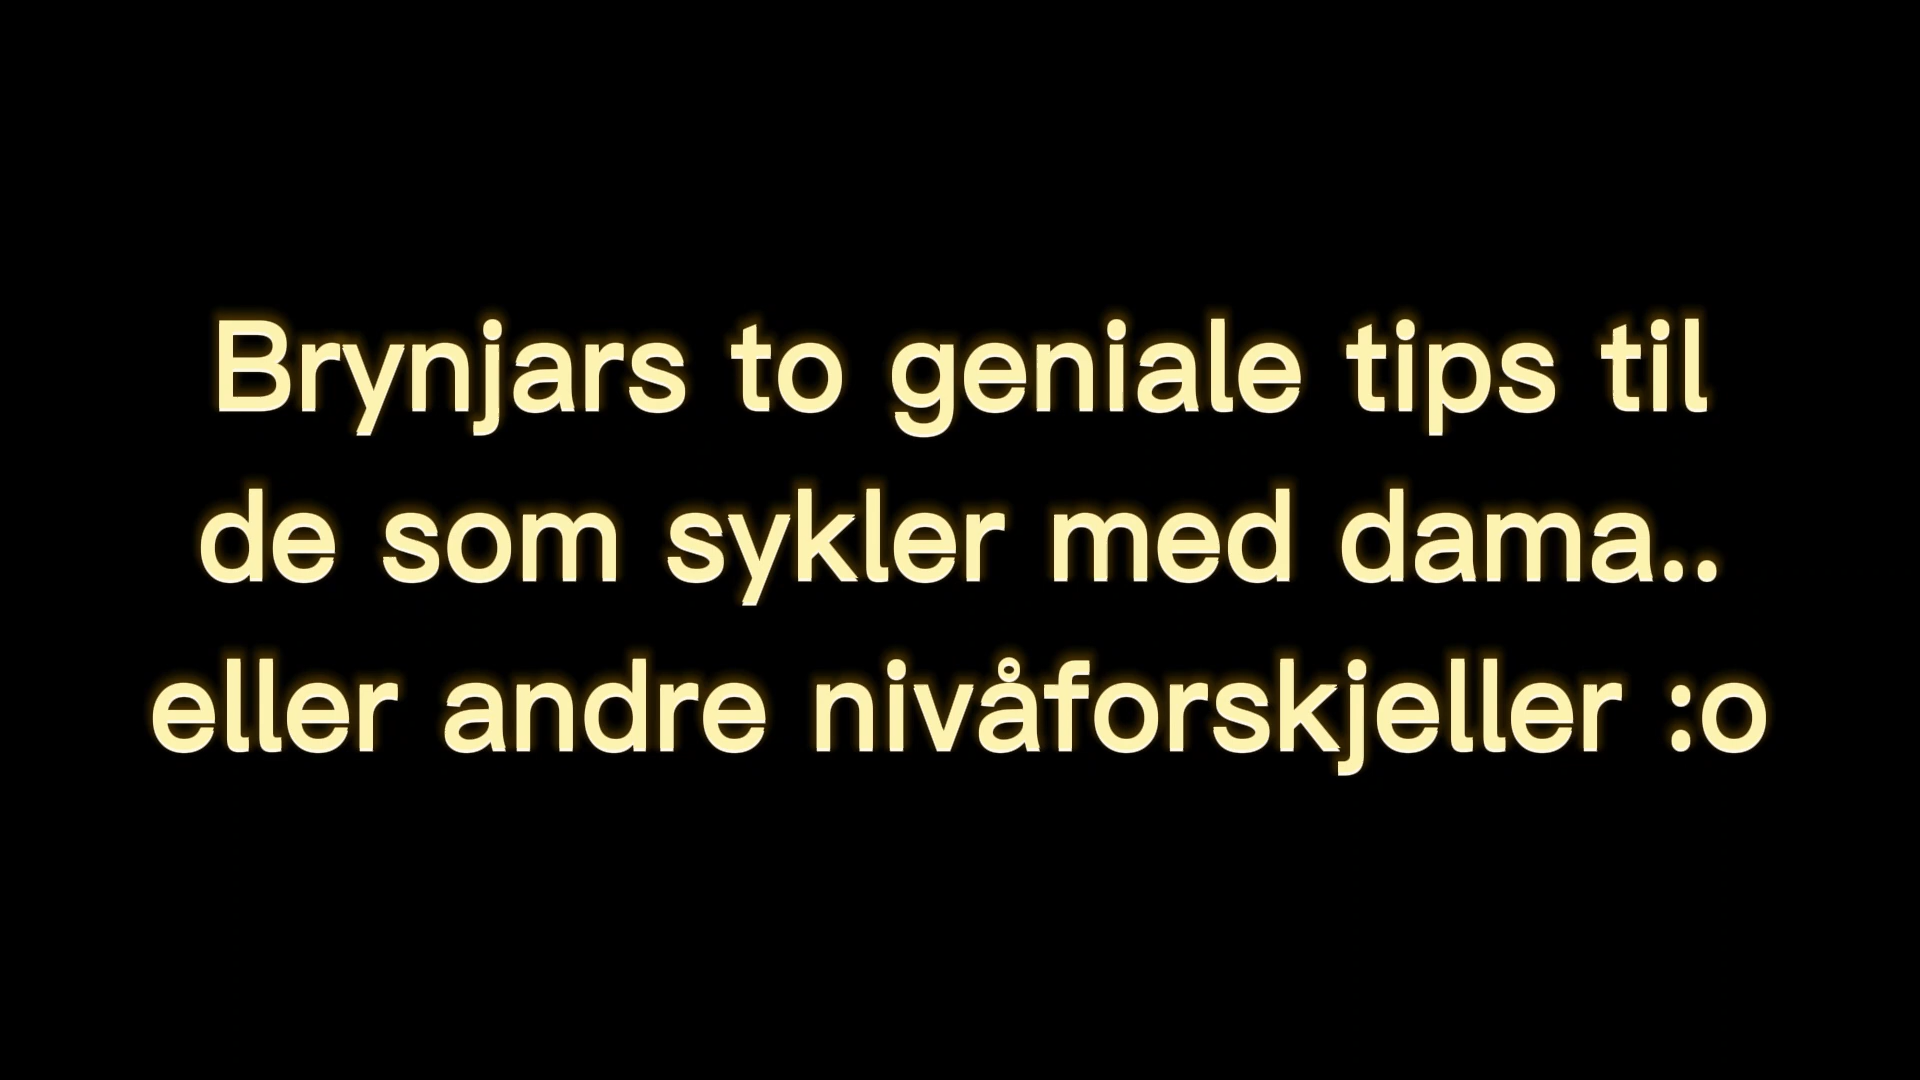 Brynjars to geniale tips til
de som sykler med dama..
eller andre nivåforskjeller :o